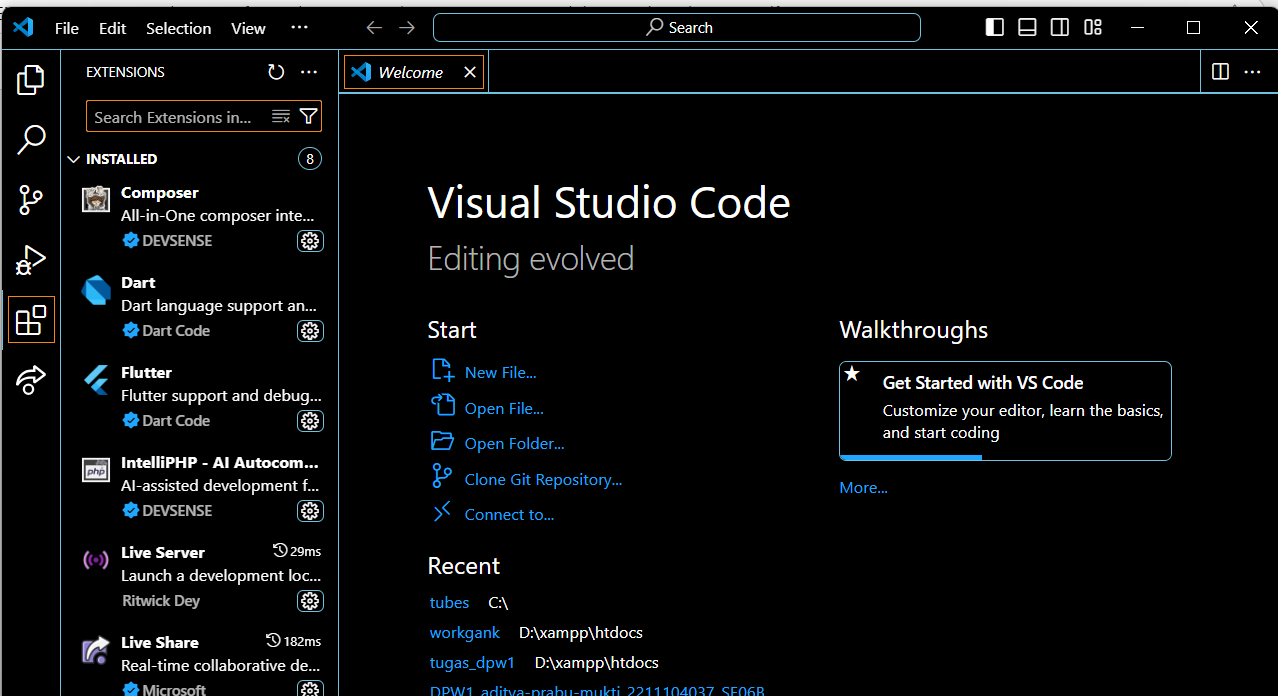 File Edit Selection View ···
Search
EXTENSIONS
Search Extensions in...
INSTALLED 8
Composer
All-in-One composer inte...
DEVSENSE
Dart
Dart language support an...
Dart Code
Flutter
Flutter support and debug...
Dart Code
IntelliPHP - AI Autocom...
AI-assisted development f...
php
DEVSENSE
Live Server 29ms
Launch a development loc...
Ritwick Dey
Live Share 182ms
Real-time collaborative de...
Microsoft
Welcome
Visual Studio Code
Editing evolved
Start
New File...
Open File...
Open Folder...
Clone Git Repository...
Connect to...
Recent
tubes C:\
workgank D:\xampp\htdocs
tugas_dpw1 D:\xampp\htdocs
DPW1_aditya-prabu-mukti_2211104037_SE06B
Walkthroughs
Get Started with VS Code
Customize your editor, learn the basics,
and start coding
More...